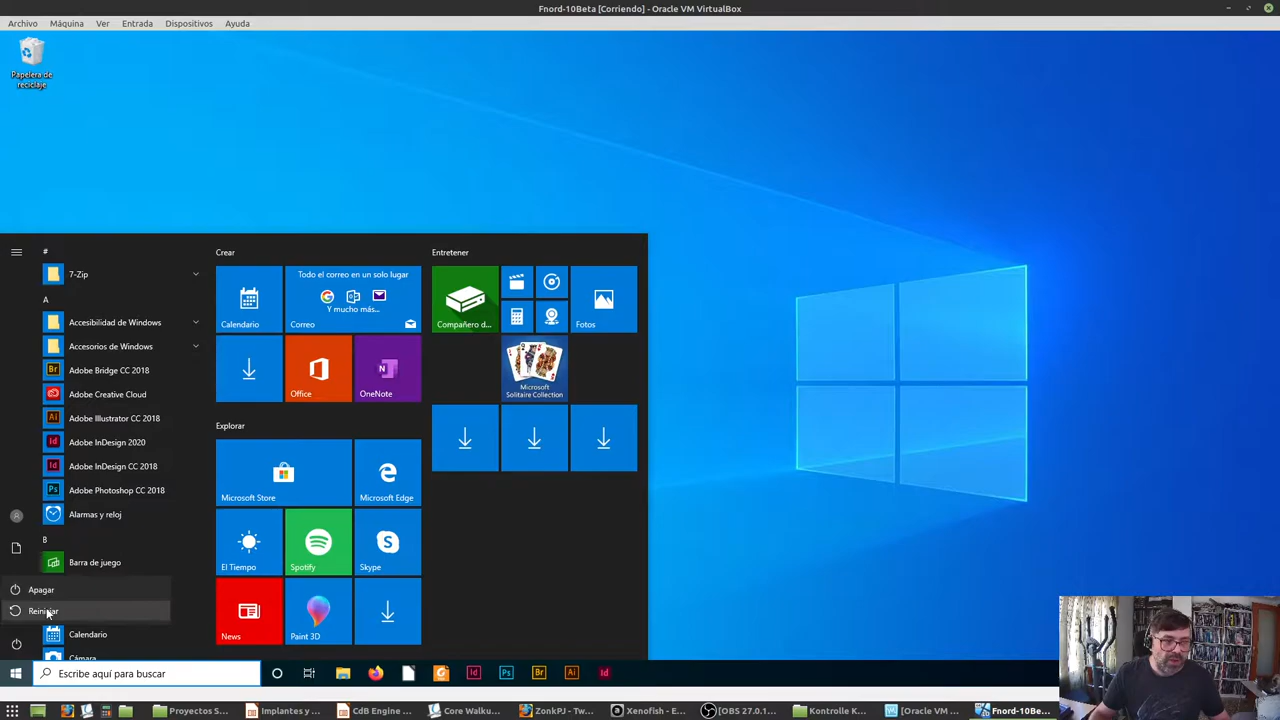 Fnord-10Beta [Corriendo] - Oracle VM VirtualBox
Archivo Máquina Ver Entrada Dispositivos Ayuda
Papelera de
reciclaje
#
7-Zip
A
Accesibilidad de Windows
Accesorios de Windows
Adobe Bridge CC 2018
Adobe Creative Cloud
Adobe Illustrator CC 2018
Adobe InDesign 2020
Adobe InDesign CC 2018
Adobe Photoshop CC 2018
Alarmas y reloj
B
Barra de juego
Apagar
Reiniciar
Calendario
Cámara
Crear
Calendario
Todo el correo en un solo lugar
Y mucho más...
Correo
Office
OneNote
Explorar
Microsoft Store
Microsoft Edge
El Tiempo
Spotify
Skype
News
Paint 3D
Entretener
Compañero d...
Fotos
Microsoft
Solitaire Collection
Escribe aquí para buscar
[Proyectos S...
[Implantes y ...
[CdB Engine ...
[Core Walku...
ZonkPJ – Tw...
[Xenofish – E...
[OBS 27.0.1...
[Kontrolle K...
[Oracle VM ...
Fnord-10Be...